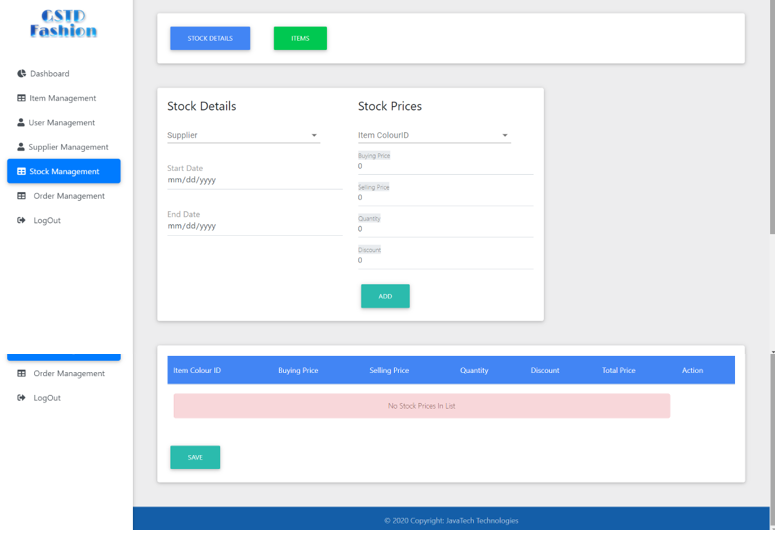 GSTD
Fashion
Dashboard
Item Management
User Management
Supplier Management
Stock Management
Order Management
LogOut
STOCK DETAILS
ITEMS
Stock Details
Supplier
Start Date
mm/dd/yyyy
End Date
mm/dd/yyyy
Stock Prices
Item ColourID
Buying Price
0
Selling Price
0
Quantity
0
Discount
0
ADD
Order Management
LogOut
Item Colour ID Buying Price Selling Price Quantity Discount Total Price Action
No Stock Prices In List
SAVE
© 2020 Copyright: JavaTech Technologies